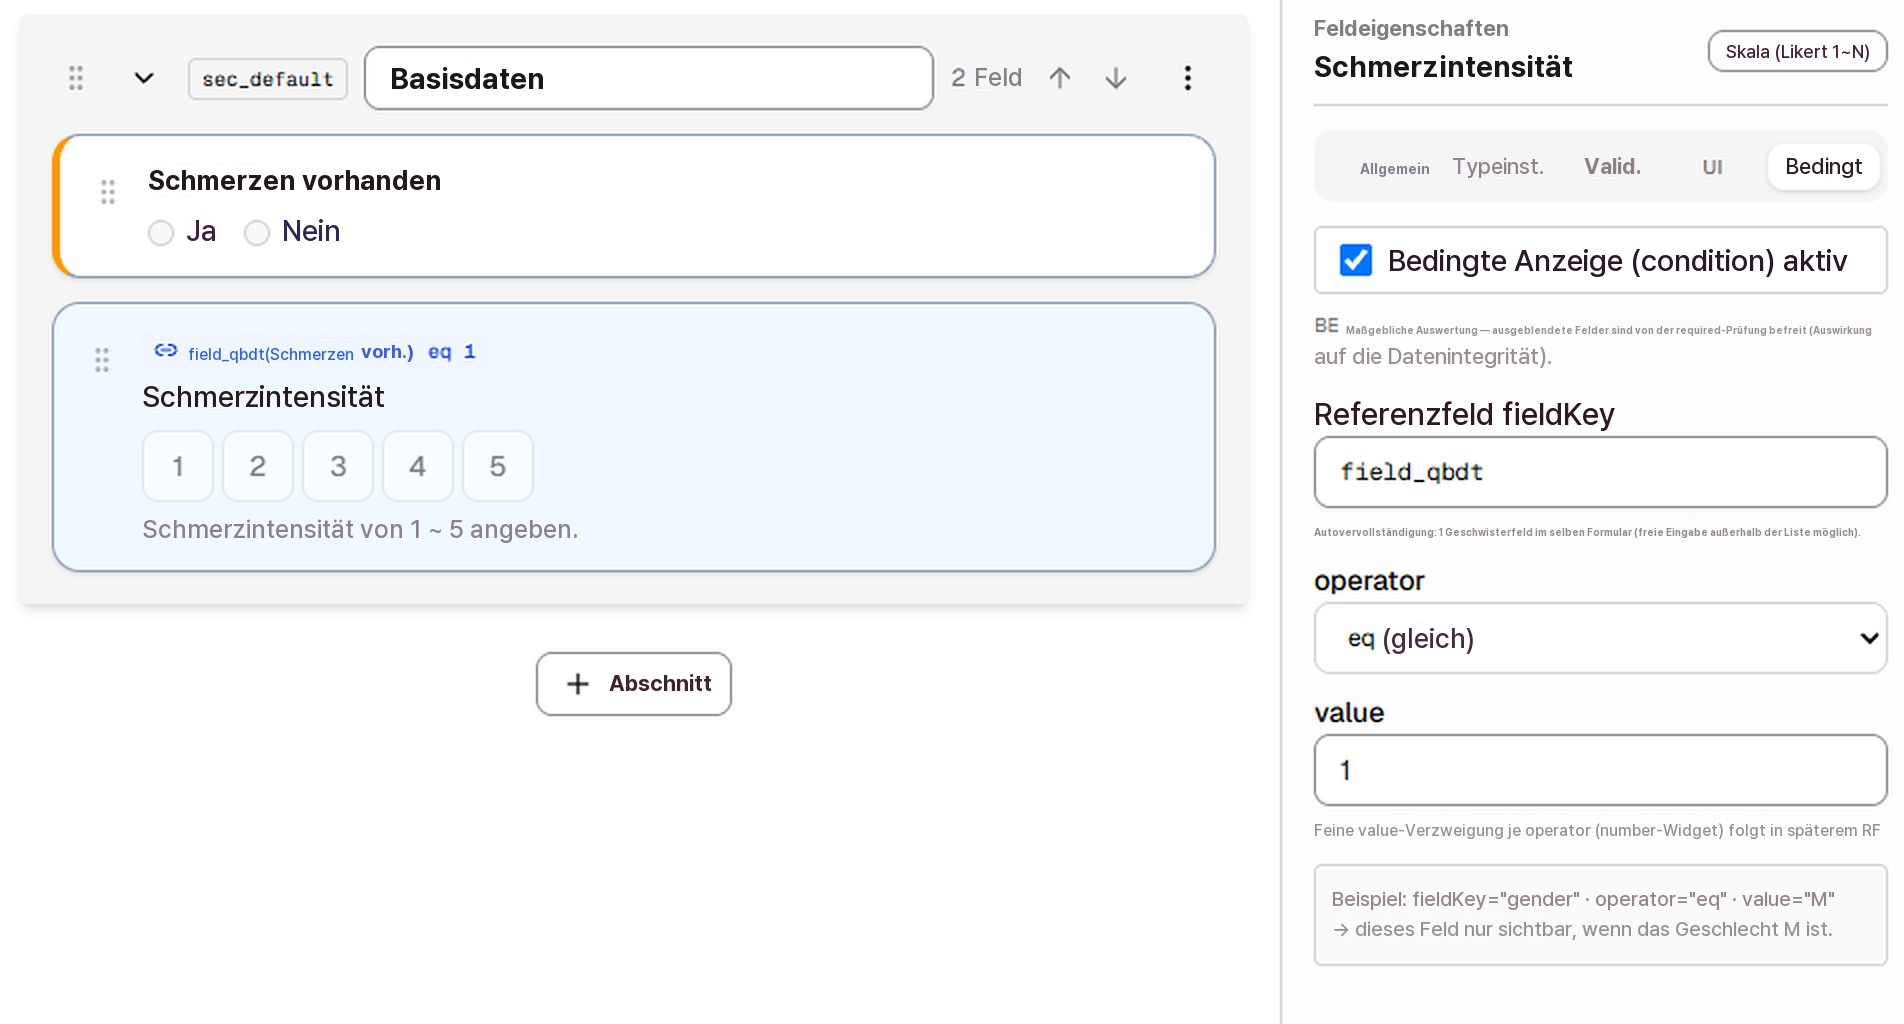 sec_default Basisdaten 2 Feld
Schmerzen vorhanden
Ja Nein
field_qbdt(Schmerzen vorh.) eq 1
Schmerzintensität
1 2 3 4 5
Schmerzintensität von 1 ~ 5 angeben.
+ Abschnitt
Feldeigenschaften
Schmerzintensität
Skala (Likert 1~N)
Allgemein Typeinst. Valid. UI Bedingt
Bedingte Anzeige (condition) aktiv
BE Maßgebliche Auswertung — ausgeblendete Felder sind von der required-Prüfung befreit (Auswirkung
auf die Datenintegrität).
Referenzfeld fieldKey
field_qbdt
Autovervollständigung: 1 Geschwisterfeld im selben Formular (freie Eingabe außerhalb der Liste möglich).
operator
eq (gleich)
value
1
Feine value-Verzweigung je operator (number-Widget) folgt in späterem RF
Beispiel: fieldKey="gender" · operator="eq" · value="M"
→ dieses Feld nur sichtbar, wenn das Geschlecht M ist.